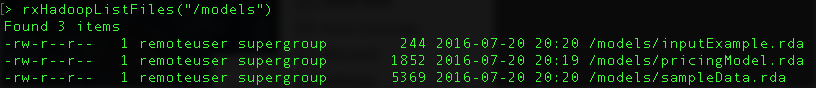 [> rxHadoopListFiles("/models")
Found 3 items
-rw-r--r--   1 remoteuser supergroup        244 2016-07-20 20:20 /models/inputExample.rda
-rw-r--r--   1 remoteuser supergroup       1852 2016-07-20 20:19 /models/pricingModel.rda
-rw-r--r--   1 remoteuser supergroup       5369 2016-07-20 20:20 /models/sampleData.rda